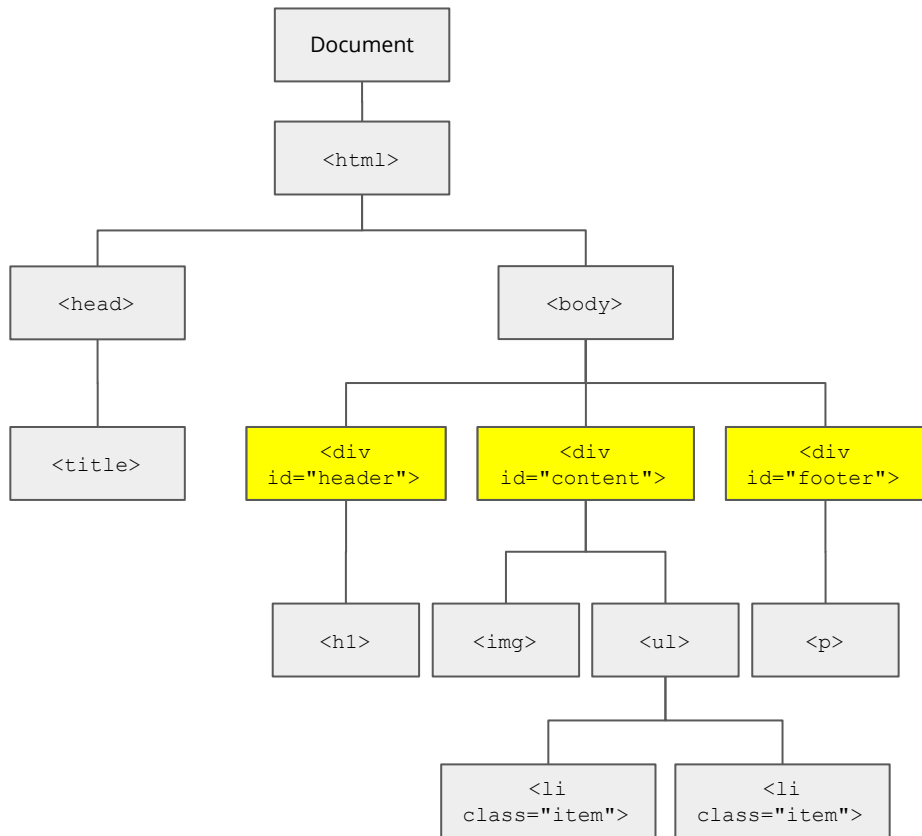 Document
<html>
<head>
<body>
<title>
<div
id="header">
<div
id="content">
<div
id="footer">
<h1>
<img>
<ul>
<p>
<li
class="item">
<li
class="item">